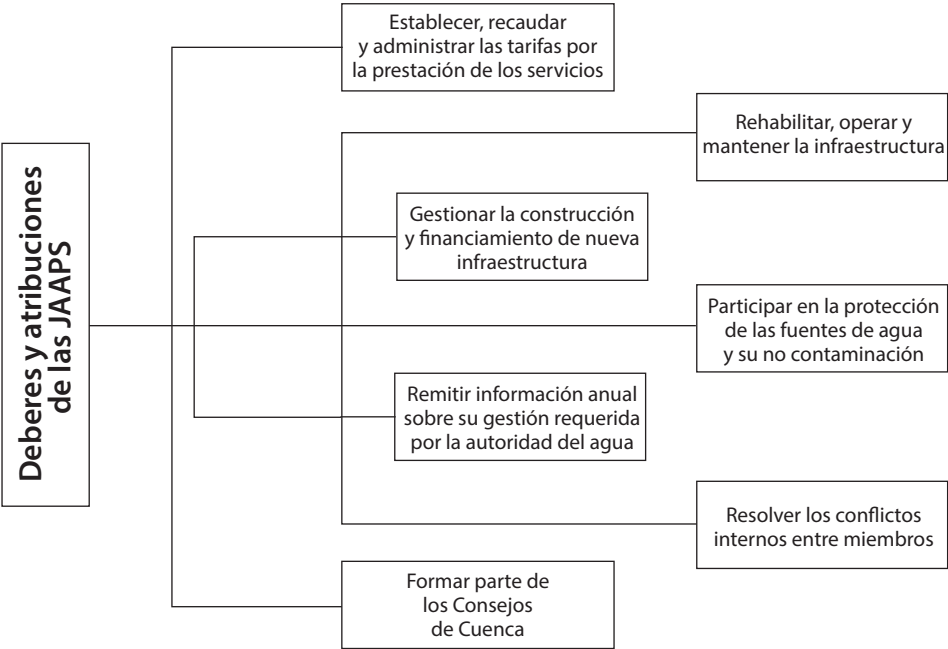 Deberes y atribuciones
de las JAAPS
Establecer, recaudar
y administrar las tarifas por
la prestación de los servicios
Rehabilitar, operar y
mantener la infraestructura
Gestionar la construcción
y financiamiento de nueva
infraestructura
Participar en la protección
de las fuentes de agua
y su no contaminación
Remitir información anual
sobre su gestión requerida
por la autoridad del agua
Resolver los conflictos
internos entre miembros
Formar parte de
los Consejos
de Cuenca